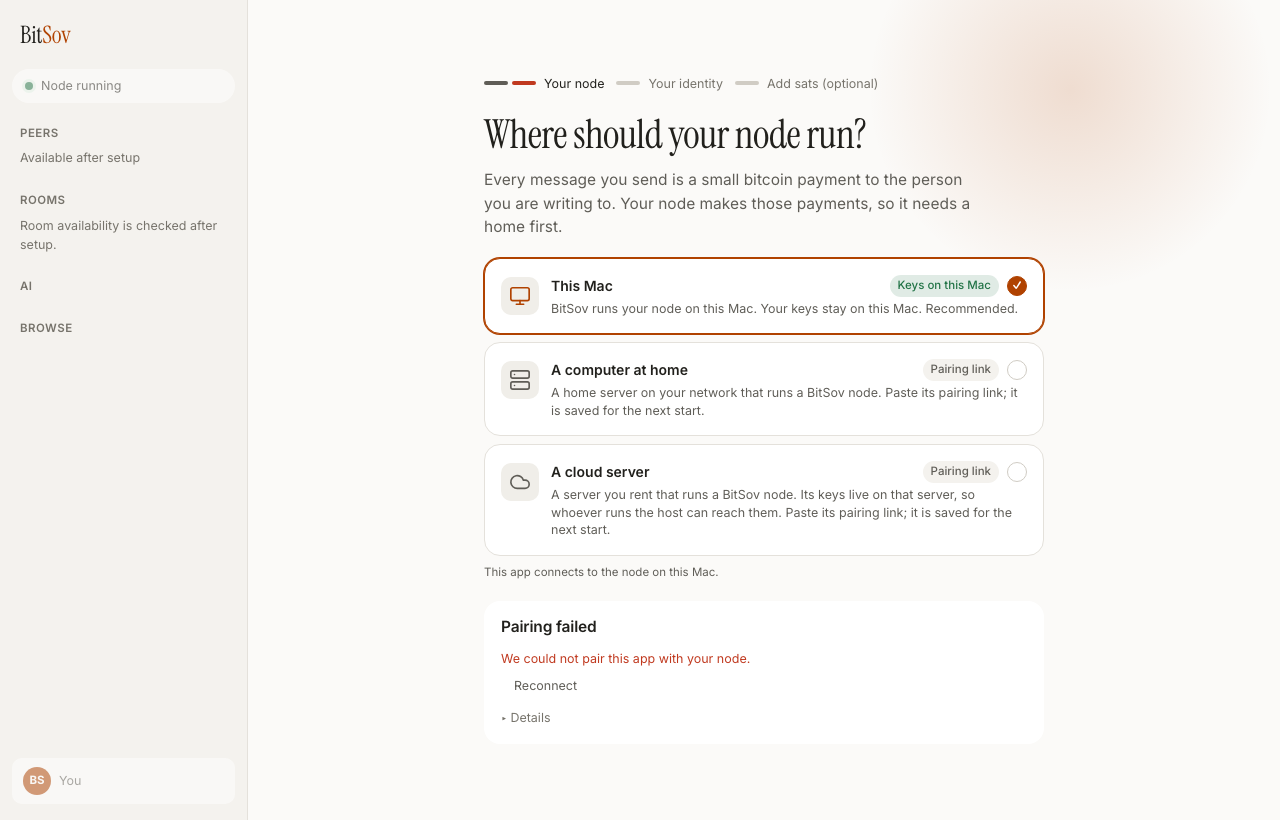 BitSov
Node running
PEERS
Available after setup
ROOMS
Room availability is checked after
setup.
AI
BROWSE
BS You
Your node Your identity Add sats (optional)
Where should your node run?
Every message you send is a small bitcoin payment to the person
you are writing to. Your node makes those payments, so it needs a
home first.
This Mac Keys on this Mac
BitSov runs your node on this Mac. Your keys stay on this Mac. Recommended.
A computer at home Pairing link
A home server on your network that runs a BitSov node. Paste its pairing link; it
is saved for the next start.
A cloud server Pairing link
A server you rent that runs a BitSov node. Its keys live on that server, so
whoever runs the host can reach them. Paste its pairing link; it is saved for the
next start.
This app connects to the node on this Mac.
Pairing failed
We could not pair this app with your node.
Reconnect
Details